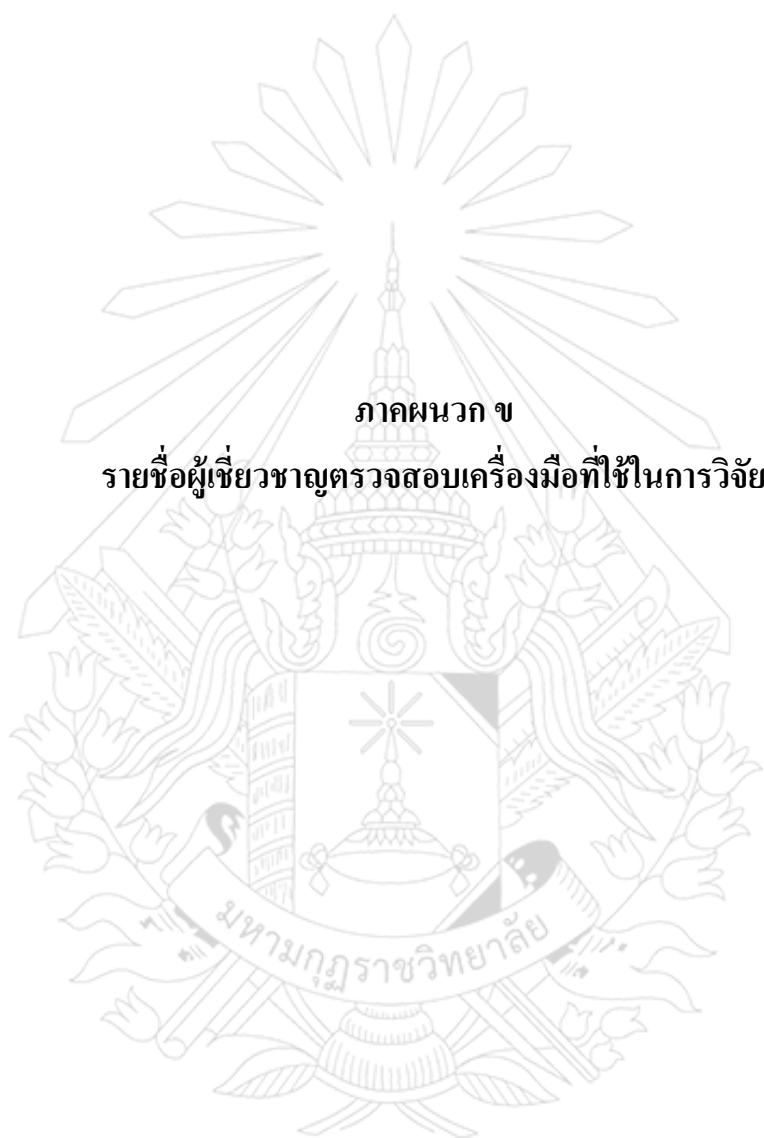 ภาคผนวก ข
รายชื่อผู้เชี่ยวชาญตรวจสอบเครื่องมือที่ใช้ในการวิจัย
มหามกุฏราชวิทยาลัย